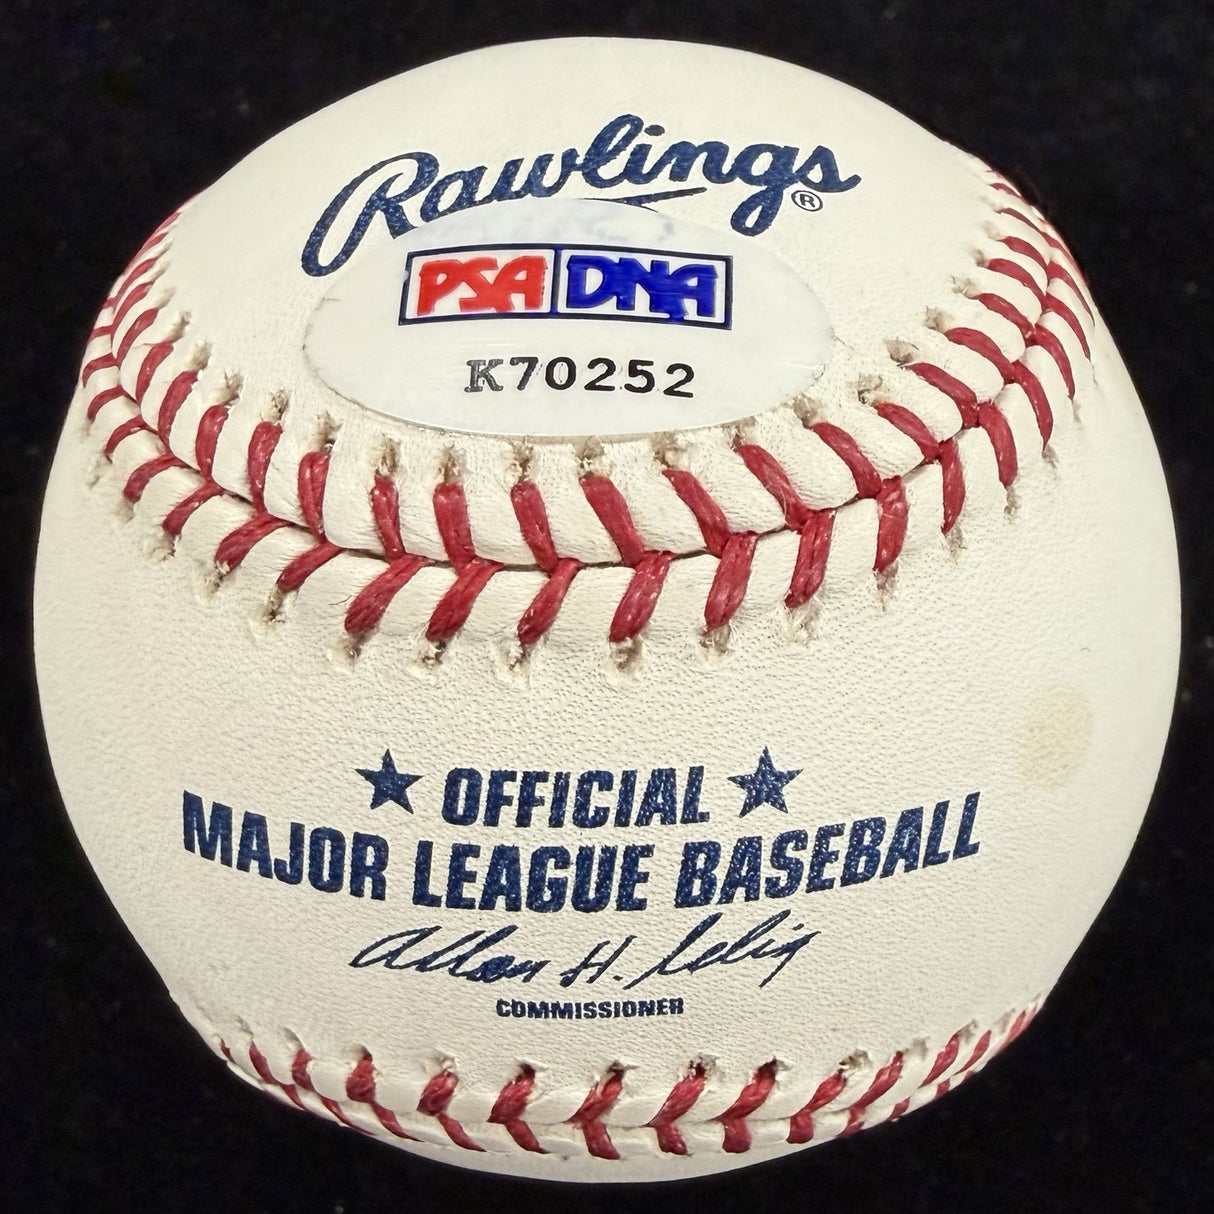 Rawlings®
PSA DNA
K70252
★ OFFICIAL ★
MAJOR LEAGUE BASEBALL
Allan H. Selig
COMMISSIONER